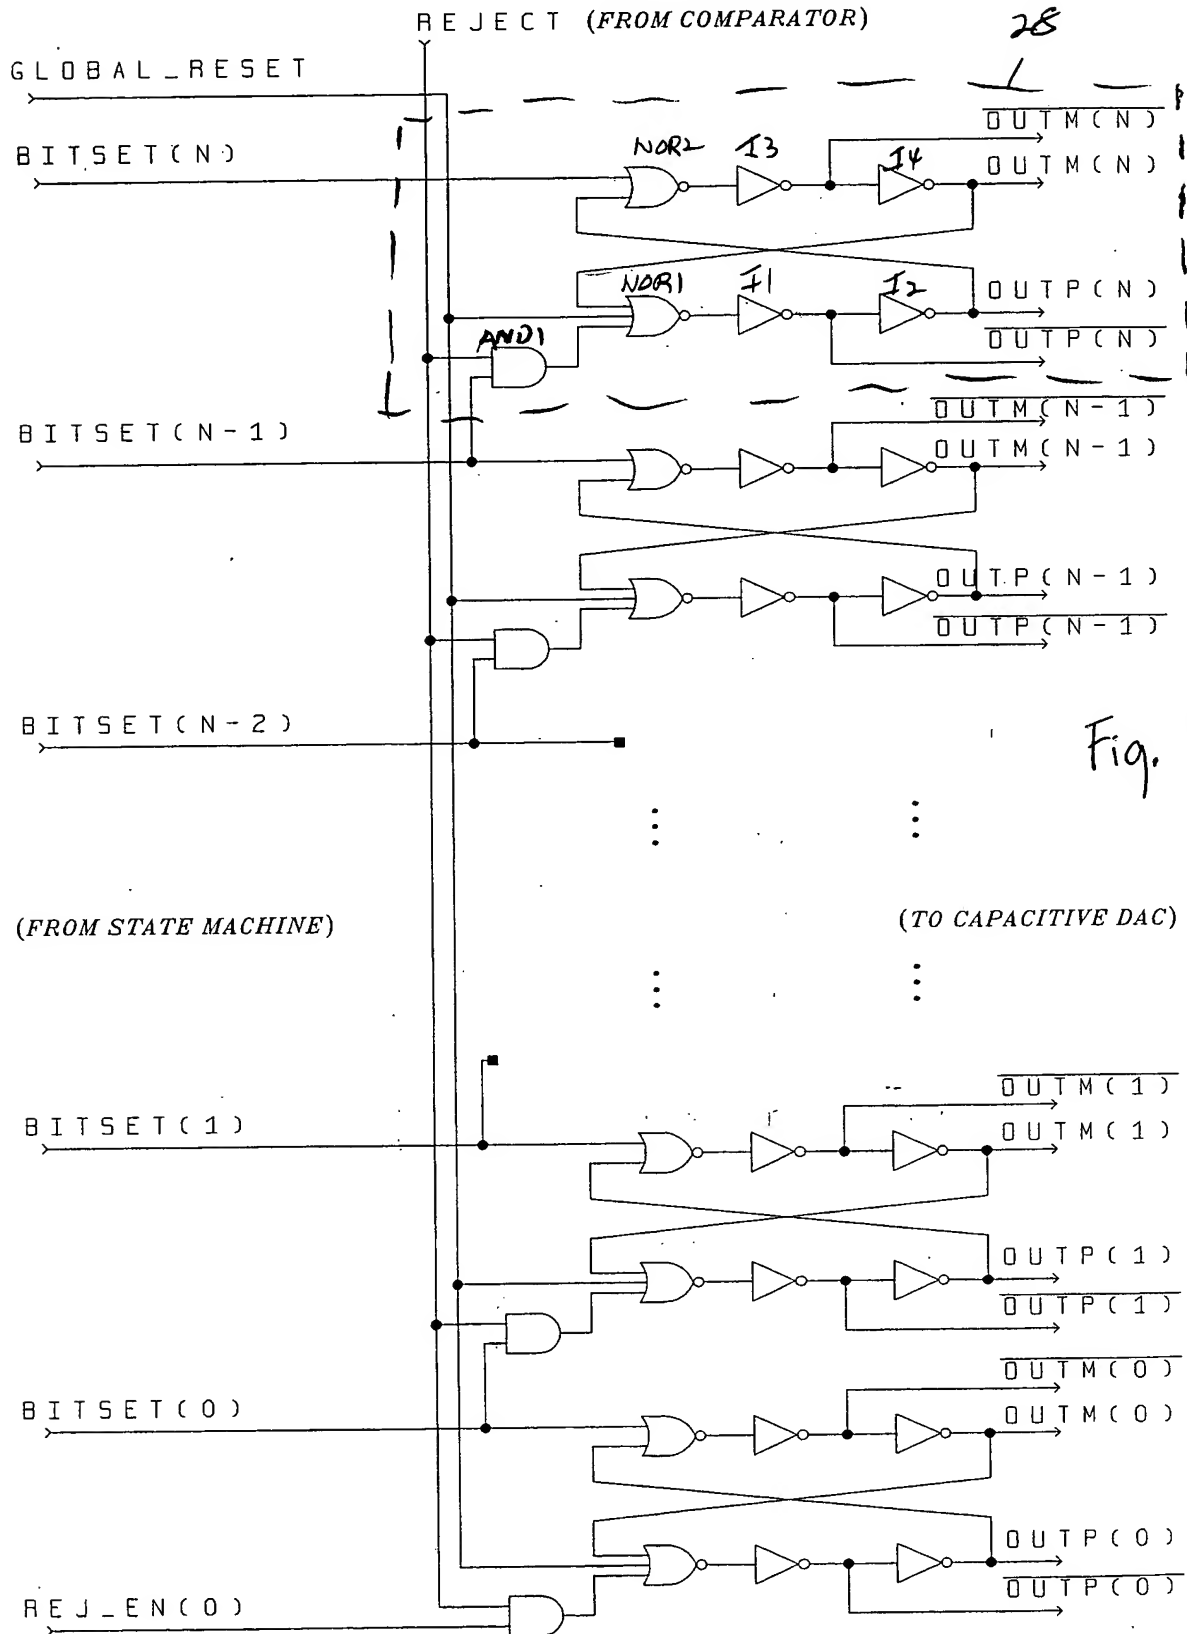 REJECT (FROM COMPARATOR)
28
GLOBAL_RESET
OUTM(N)
BITSET(N)
NOR2
I3
I4
OUTM(N)
NOR1
I1
I2
OUTP(N)
AND1
OUTP(N)
OUTM(N-1)
BITSET(N-1)
OUTM(N-1)
OUTP(N-1)
OUTP(N-1)
BITSET(N-2)
Fig.
(FROM STATE MACHINE)
(TO CAPACITIVE DAC)
OUTM(1)
BITSET(1)
OUTM(1)
OUTP(1)
OUTP(1)
OUTM(0)
BITSET(0)
OUTM(0)
OUTP(0)
OUTP(0)
REJ_EN(0)